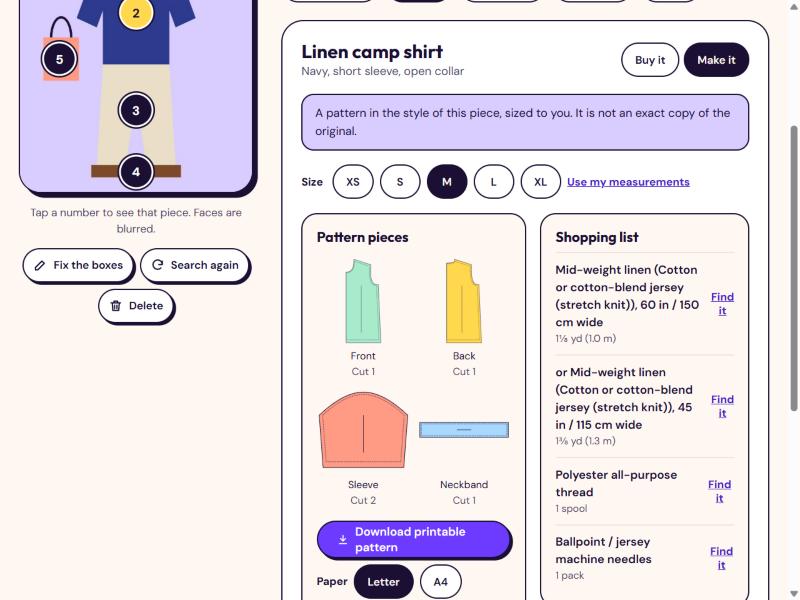 2
5
3
4
Tap a number to see that piece. Faces are
blurred.
Fix the boxes
Search again
Delete
Linen camp shirt
Navy, short sleeve, open collar
Buy it
Make it
A pattern in the style of this piece, sized to you. It is not an exact copy of the
original.
Size
XS
S
M
L
XL
Use my measurements
Pattern pieces
Front
Cut 1
Back
Cut 1
Sleeve
Cut 2
Neckband
Cut 1
Download printable
pattern
Paper
Letter
A4
Shopping list
Mid-weight linen (Cotton
or cotton-blend jersey
(stretch knit)), 60 in / 150
cm wide
1⅛ yd (1.0 m)
Find
it
or Mid-weight linen
(Cotton or cotton-blend
jersey (stretch knit)), 45
in / 115 cm wide
1⅜ yd (1.3 m)
Find
it
Polyester all-purpose
thread
1 spool
Find
it
Ballpoint / jersey
machine needles
1 pack
Find
it